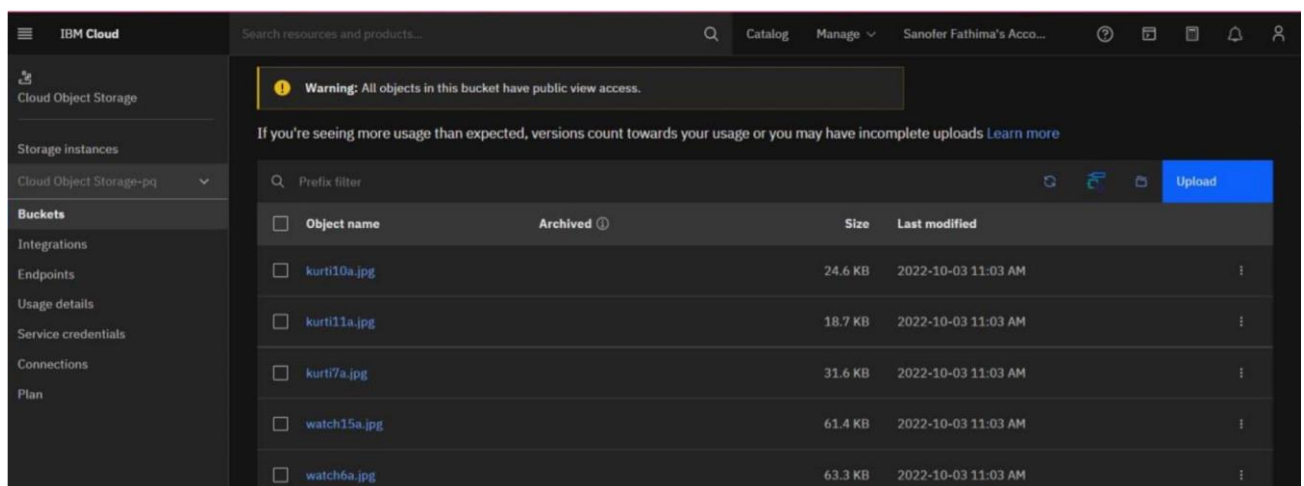 IBM Cloud
Search resources and products...
Catalog
Manage
Sanofer Fathima's Acco...
Cloud Object Storage
Storage instances
Cloud Object Storage-pq
Buckets
Integrations
Endpoints
Usage details
Service credentials
Connections
Plan
Warning: All objects in this bucket have public view access.
If you're seeing more usage than expected, versions count towards your usage or you may have incomplete uploads Learn more
Prefix filter
Upload
Object name Archived Size Last modified
kurti10a.jpg 24.6 KB 2022-10-03 11:03 AM
kurti11a.jpg 18.7 KB 2022-10-03 11:03 AM
kurti7a.jpg 31.6 KB 2022-10-03 11:03 AM
watch15a.jpg 61.4 KB 2022-10-03 11:03 AM
watch6a.jpg 63.3 KB 2022-10-03 11:03 AM